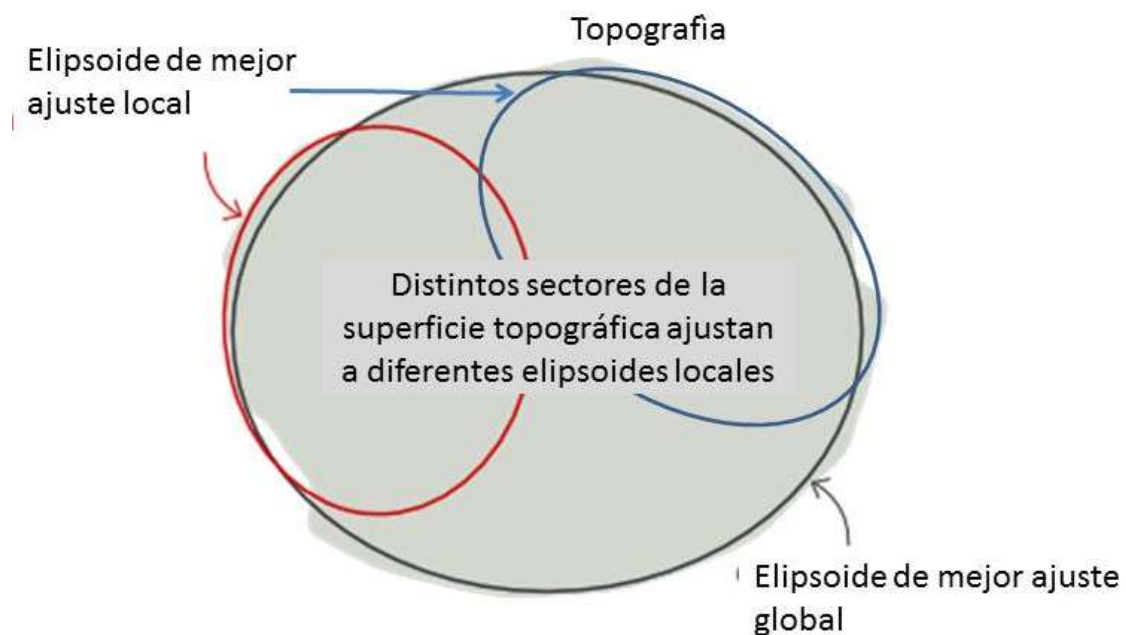 Topografìa
Elipsoide de mejor
ajuste local
Distintos sectores de la
superficie topográfica ajustan
a diferentes elipsoides locales
Elipsoide de mejor ajuste
global